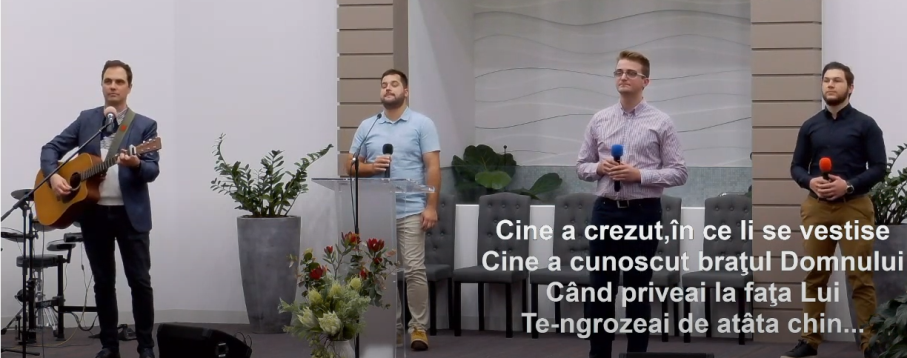 Cine a crezut,în ce li se vestise
Cine a cunoscut braţul Domnului
Când priveai la faţa Lui
Te-ngrozeai de atâta chin...